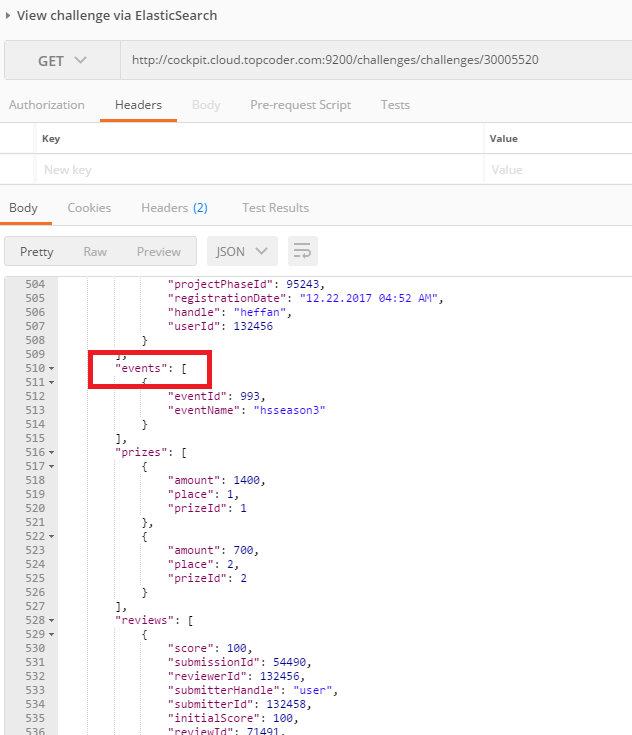 View challenge via ElasticSearch
GET http://cockpit.cloud.topcoder.com:9200/challenges/challenges/30005520
Authorization Headers Body Pre-request Script Tests
Key Value
New key Value
Body Cookies Headers (2) Test Results
Pretty Raw Preview JSON
504 "projectPhaseId": 95243,
505 "registrationDate": "12.22.2017 04:52 AM",
506 "handle": "heffan",
507 "userId": 132456
508 }
509 ],
510 "events": [
511 {
512 "eventId": 993,
513 "eventName": "hsseason3"
514 }
515 ],
516 "prizes": [
517 {
518 "amount": 1400,
519 "place": 1,
520 "prizeId": 1
521 },
522 {
523 "amount": 700,
524 "place": 2,
525 "prizeId": 2
526 }
527 ],
528 "reviews": [
529 {
530 "score": 100,
531 "submissionId": 54490,
532 "reviewerId": 132456,
533 "submitterHandle": "user",
534 "submitterId": 132458,
535 "initialScore": 100,
536 "reviewId": 71491,